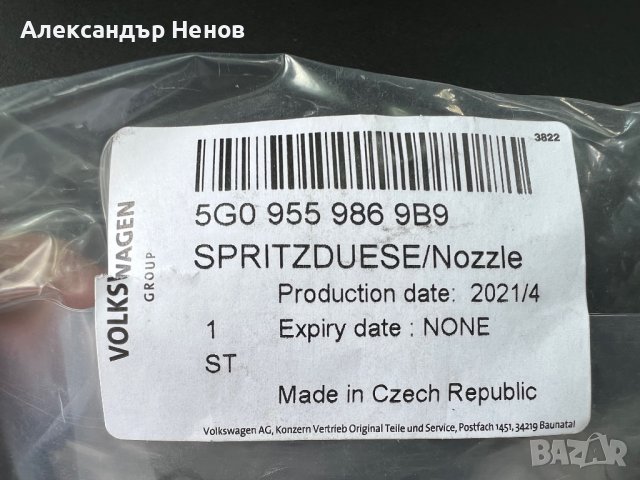 Александър Ненов
3822
5G0 955 986 9B9
SPRITZDUESE/Nozzle
Production date: 2021/4
1 Expiry date : NONE
ST
Made in Czech Republic
Volkswagen AG, Konzern Vertrieb Original Teile und Service, Postfach 1451, 34219 Baunatal
VOLKSWAGEN
GROUP
BAZAR